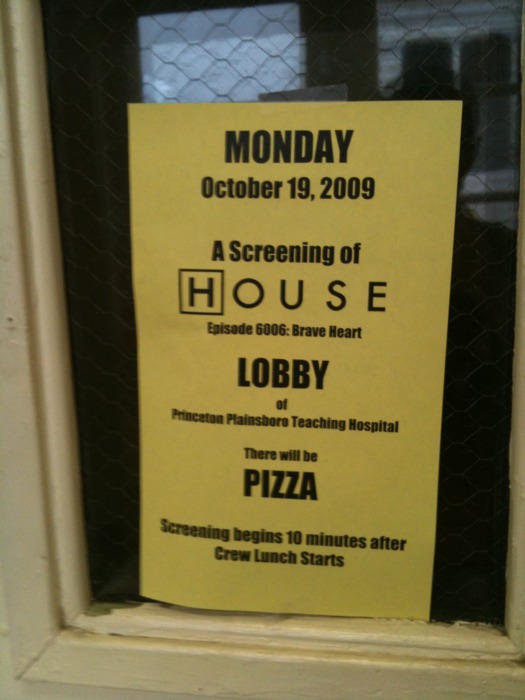 MONDAY
October 19, 2009
A Screening of
HOUSE
Episode 6006: Brave Heart
LOBBY
of
Princeton Plainsboro Teaching Hospital
There will be
PIZZA
Screening begins 10 minutes after
Crew Lunch Starts